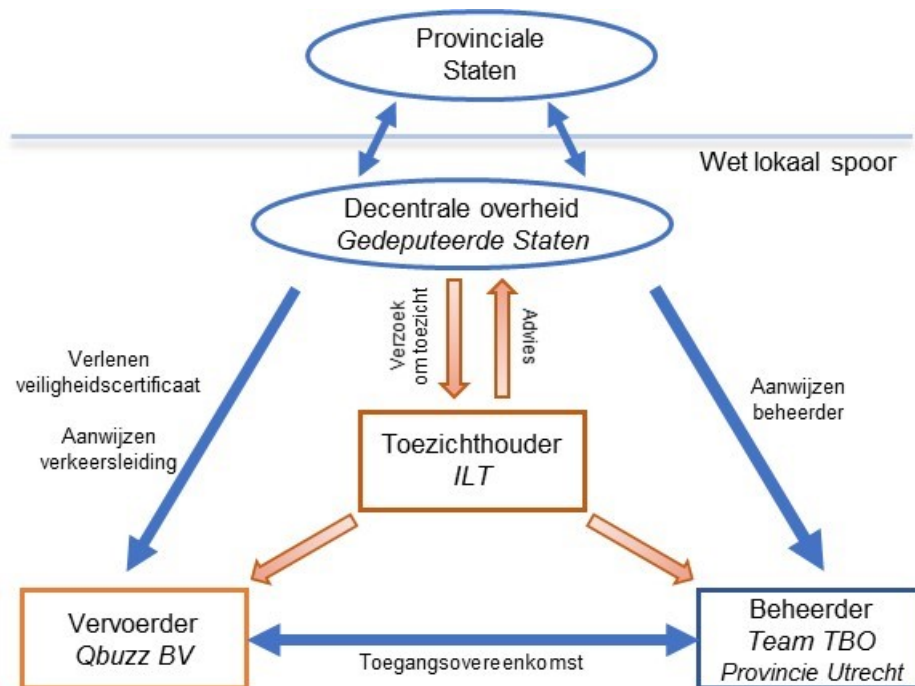 Provinciale
Staten
Wet lokaal spoor
Decentrale overheid
Gedeputeerde Staten
Verzoek
om toezicht
Advies
Verlenen
veiligheidscertificaat
Aanwijzen
verkeersleiding
Aanwijzen
beheerder
Toezichthouder
ILT
Vervoerder
Qbuzz BV
Toegangsovereenkomst
Beheerder
Team TBO
Provincie Utrecht